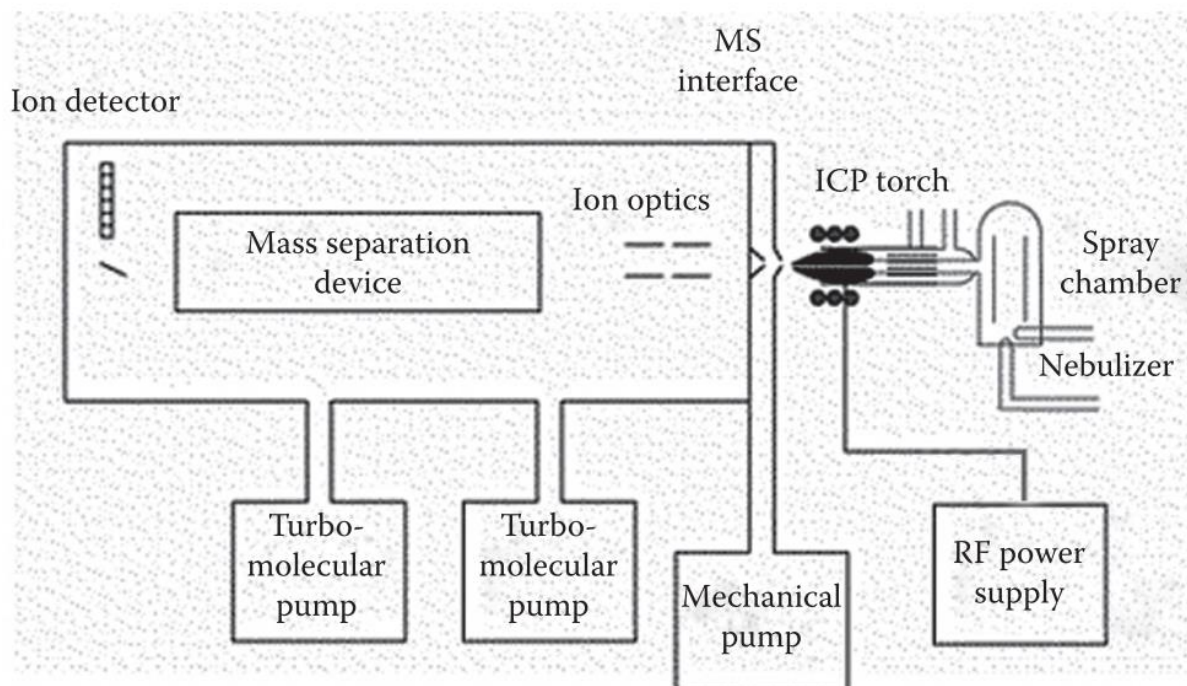 MS
interface
Ion detector
ICP torch
Ion optics
Mass separation
device
Spray
chamber
Nebulizer
Turbo-
molecular
pump
Turbo-
molecular
pump
Mechanical
pump
RF power
supply